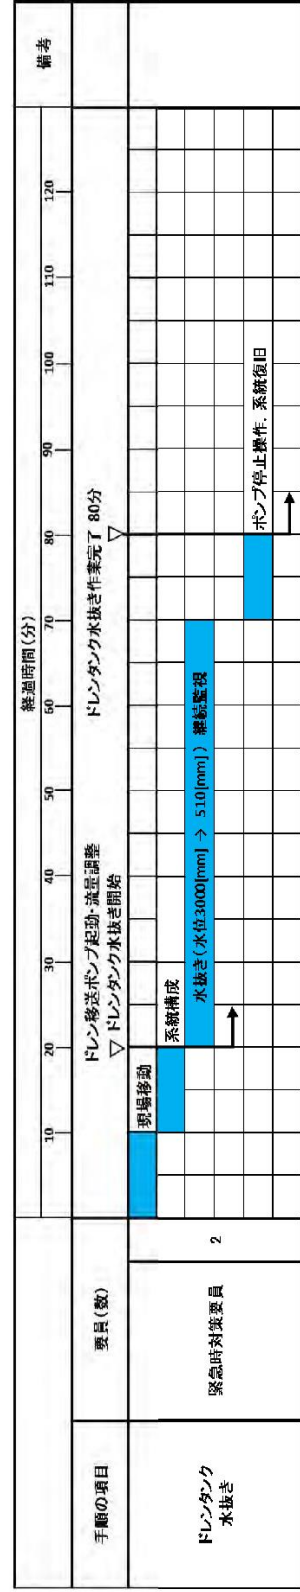 手順の項目
要員(数)
経過時間(分)
備考
10 20 30 40 50 60 70 80 90 100 110 120
ドレン移送ポンプ起動・流量調整
▽ ドレンタンク水抜き開始
ドレンタンク水抜き作業完了 80分
▽
ドレンタンク
水抜き
緊急時対策要員
2
現場移動
系統構成
水抜き(水位3000[mm] → 510[mm]) 継続監視
ポンプ停止操作, 系統復旧